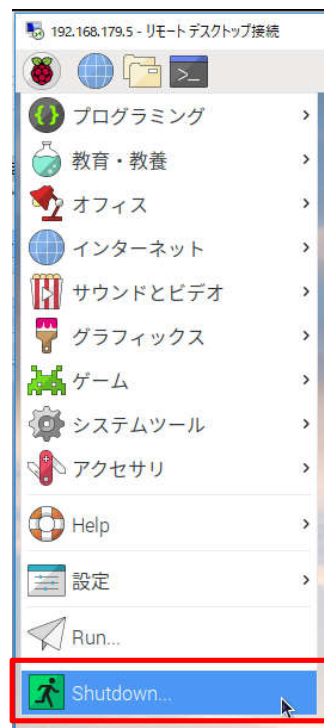 192.168.179.5 - リモート デスクトップ接続
プログラミング
教育・教養
オフィス
インターネット
サウンドとビデオ
グラフィックス
ゲーム
システムツール
アクセサリ
Help
設定
Run...
Shutdown...